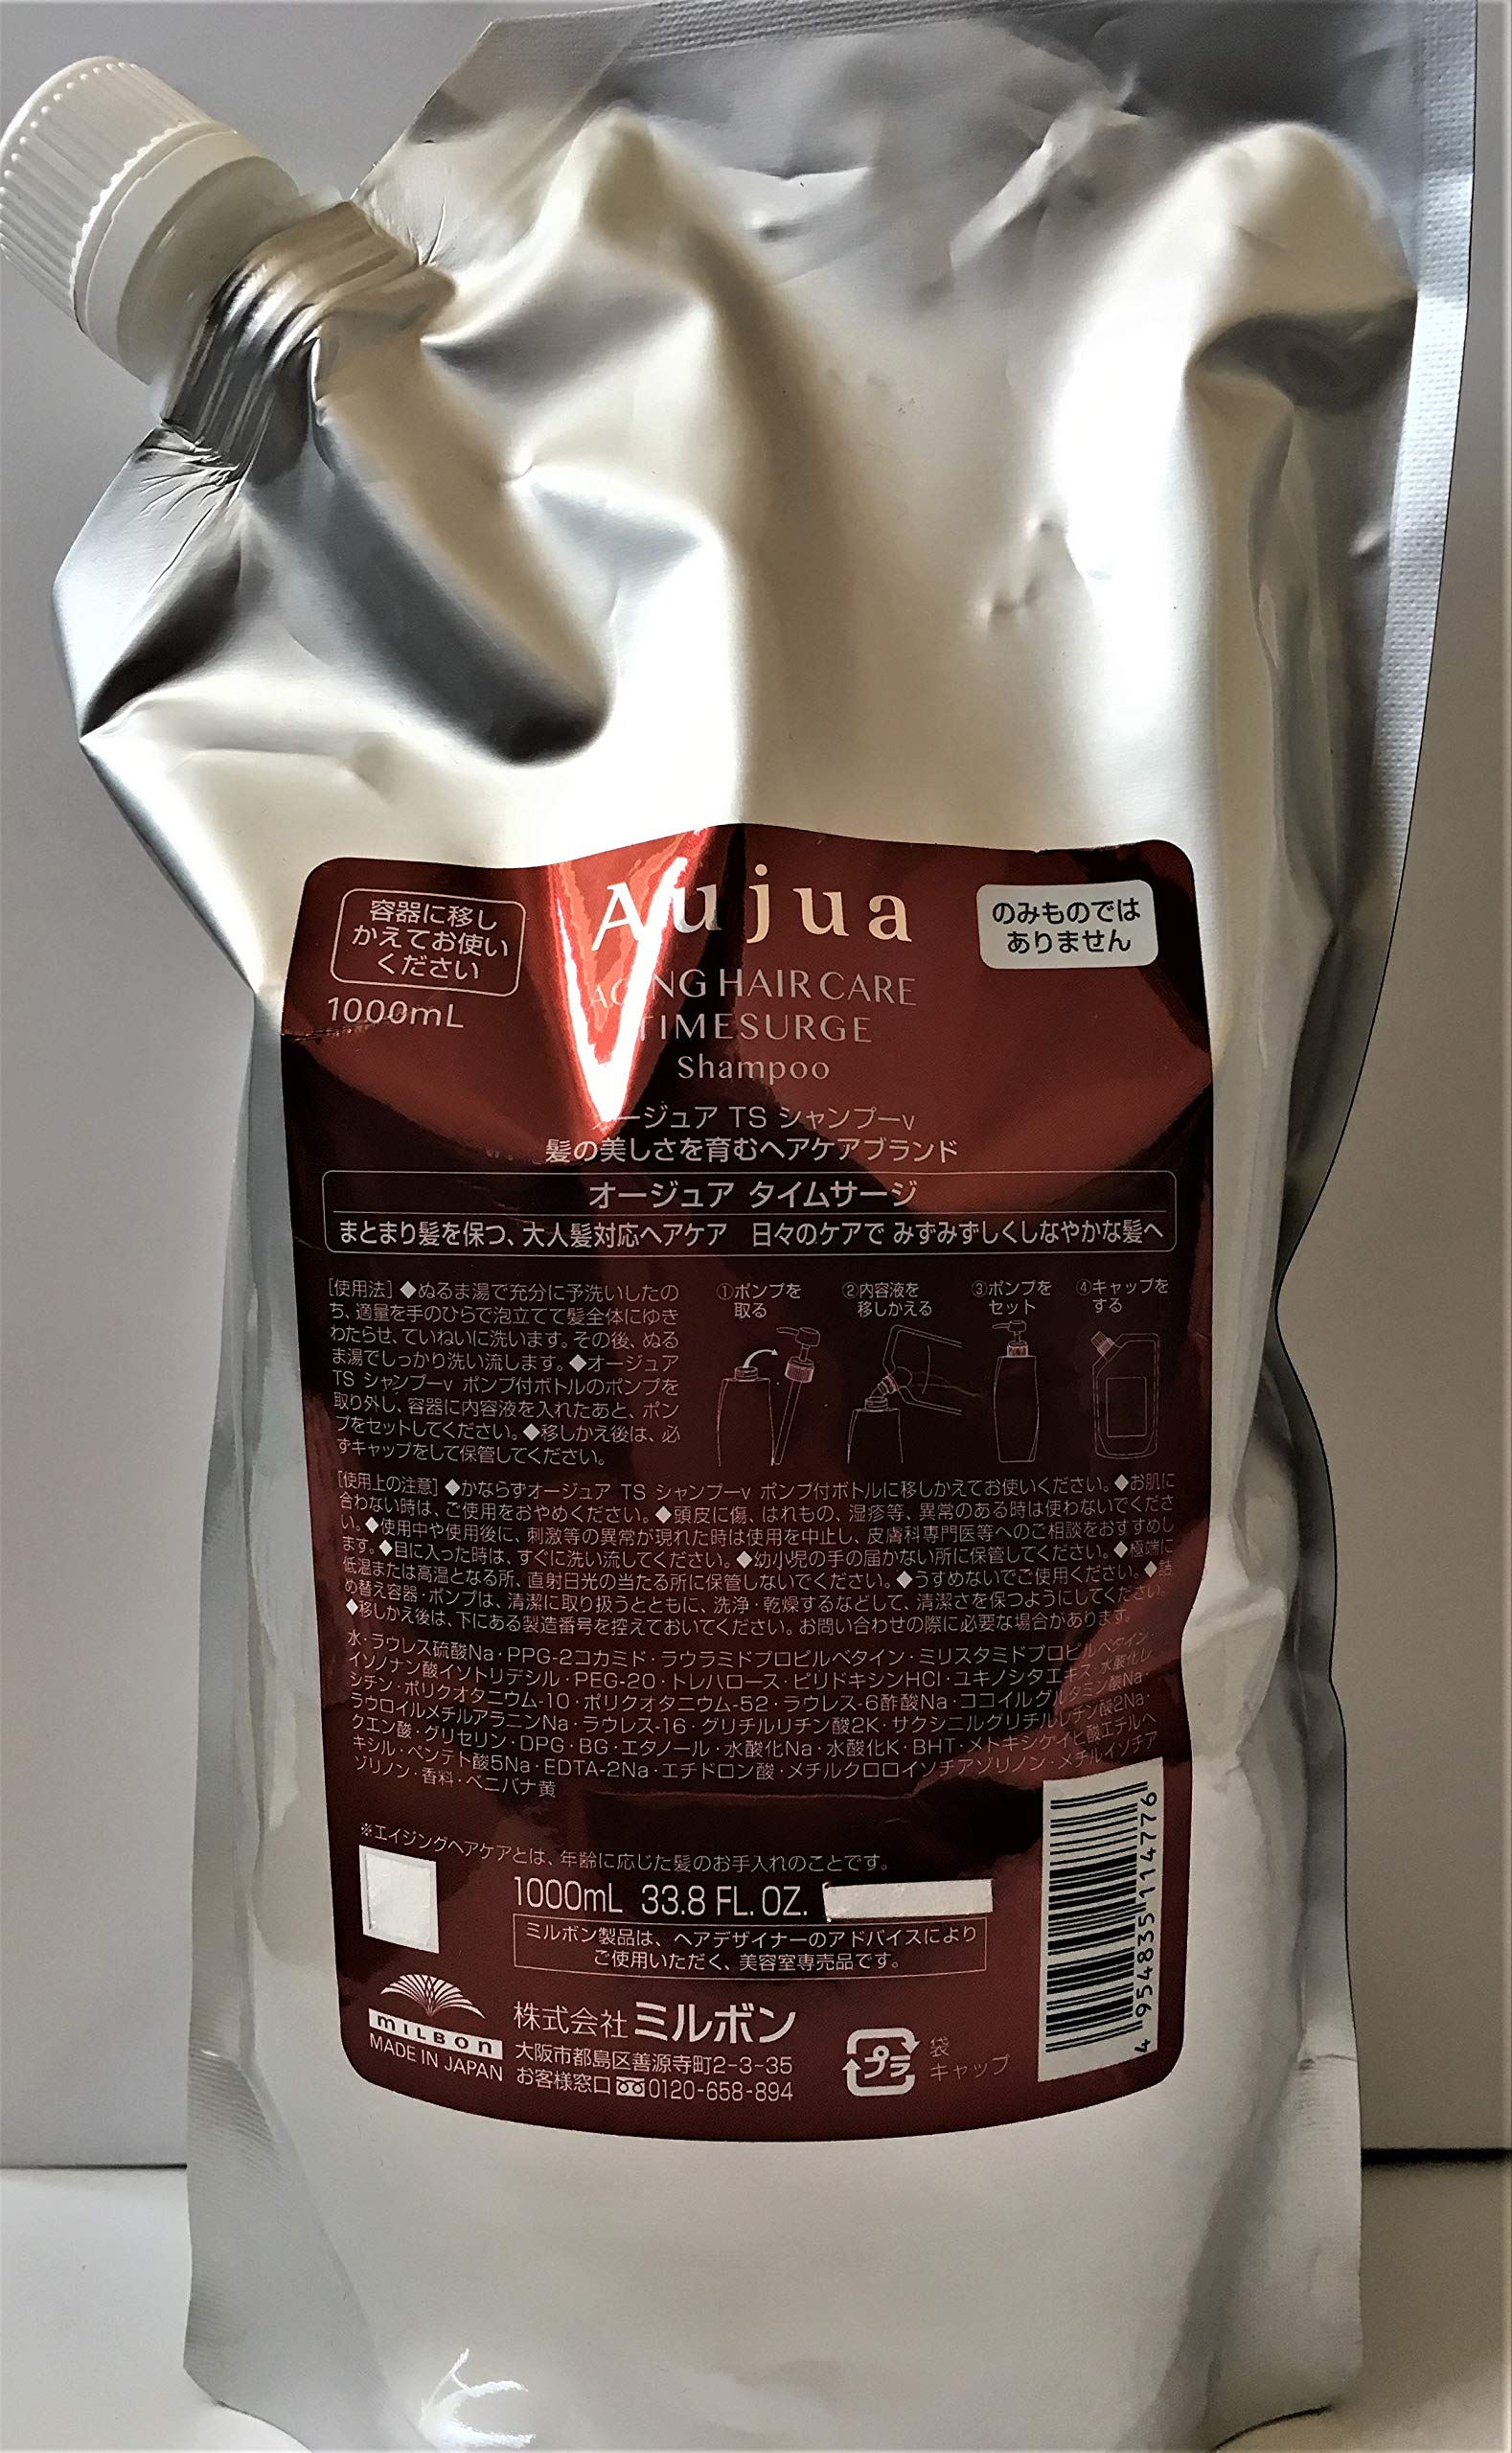 容器に移し
かえてお使い
ください
1000mL
Aujua
AGING HAIR CARE
TIMESURGE
Shampoo
のみものでは
ありません
オージュア TS シャンプーv
髪の美しさを育むヘアケアブランド
オージュア タイムサージ
まとまり髪を保つ、大人髪対応ヘアケア 日々のケアで みずみずしくしなやかな髪へ
[使用法] ◆ぬるま湯で充分に予洗いしたの
ち、適量を手のひらで泡立てて髪全体にゆき
わたらせ、ていねいに洗います。その後、ぬる
ま湯でしっかり洗い流します。◆オージュア
TS シャンプーv ポンプ付ボトルのポンプを
取り外し、容器に内容液を入れたあと、ポン
プをセットしてください。◆移しかえ後は、必
ずキャップをして保管してください。
①ポンプを
取る
②内容液を
移しかえる
③ポンプを
セット
④キャップを
する
[使用上の注意] ◆かならずオージュア TS シャンプーv ポンプ付ボトルに移しかえてお使いください。◆お肌に
合わない時は、ご使用をおやめください。◆頭皮に傷、はれもの、湿疹等、異常のある時は使わないでくださ
い。◆使用中や使用後に、刺激等の異常が現れた時は使用を中止し、皮膚科専門医等へのご相談をおすすめし
ます。◆目に入った時は、すぐに洗い流してください。◆幼小児の手の届かない所に保管してください。◆極端に
低温または高温となる所、直射日光の当たる所に保管しないでください。◆うすめないでご使用ください。◆詰
め替え容器・ポンプは、清潔に取り扱うとともに、洗浄・乾燥するなどして、清潔さを保つようにしてください。
◆移しかえ後は、下にある製造番号を控えておいてください。お問い合わせの際に必要な場合があります。
水・ラウレス硫酸Na・PPG-2コカミド・ラウラミドプロピルベタイン・ミリスタミドプロピルベタイン・
イソノナン酸イソトリデシル・PEG-20・トレハロース・ピリドキシンHCl・ユキノシタエキス・水酸化レ
シチン・ポリクオタニウム-10・ポリクオタニウム-52・ラウレス-6酢酸Na・ココイルグルタミン酸Na・
ラウロイルメチルアラニンNa・ラウレス-16・グリチルリチン酸2K・サクシニルグリチルレチン酸2Na・
クエン酸・グリセリン・DPG・BG・エタノール・水酸化Na・水酸化K・BHT・メトキシケイヒ酸エチルヘ
キシル・ペンテト酸5Na・EDTA-2Na・エチドロン酸・メチルクロロイソチアゾリノン・メチルイソチア
ゾリノン・香料・ベニバナ黄
※エイジングヘアケアとは、年齢に応じた髪のお手入れのことです。
1000mL 33.8 FL. OZ.
ミルボン製品は、ヘアデザイナーのアドバイスにより
ご使用いただく、美容室専売品です。
MILBON
MADE IN JAPAN
株式会社 ミルボン
大阪市都島区善源寺町2-3-35
お客様窓口 0120-658-894
プラ
袋
キャップ
4 954835 114776